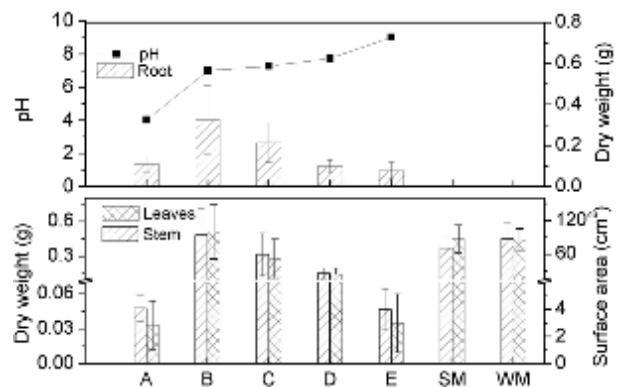 10
8
6
4
2
0
pH
pH
Root
0.8
0.6
0.4
0.2
0.0
Dry weight (g)
0.6
0.3
0.06
0.03
0.00
Dry weight (g)
Leaves
Stem
120
60
4
0
Surface area (cm²)
A B C D E SM WM